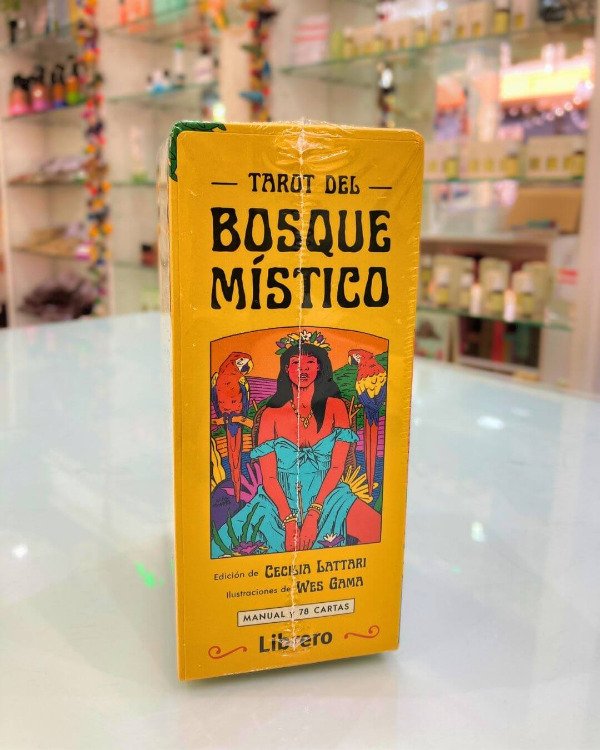 TAROT DEL
BOSQUE
MÍSTICO
Edición de CECILIA LATTARI
Ilustraciones de WES GAMA
MANUAL Y 78 CARTAS
Librero